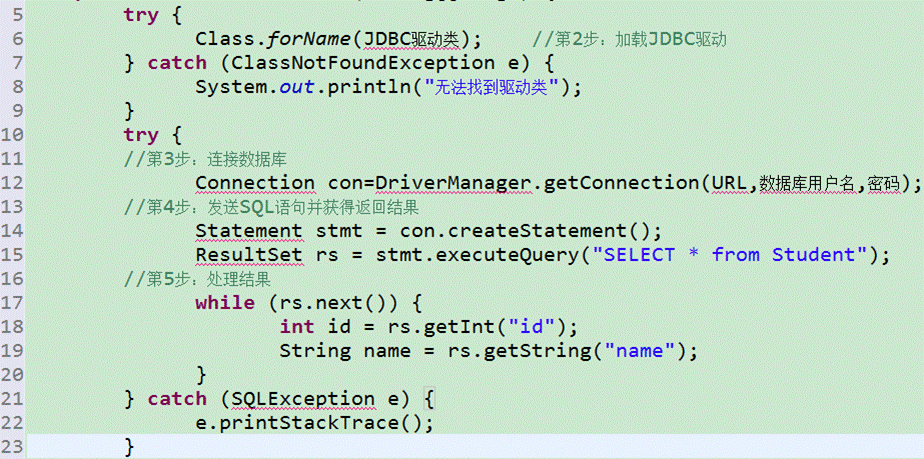 5 try {
6 Class.forName(JDBC驱动类); //第2步：加载JDBC驱动
7 } catch (ClassNotFoundException e) {
8 System.out.println("无法找到驱动类");
9 }
10 try {
11 //第3步：连接数据库
12 Connection con=DriverManager.getConnection(URL,数据库用户名,密码);
13 //第4步：发送SQL语句并获得返回结果
14 Statement stmt = con.createStatement();
15 ResultSet rs = stmt.executeQuery("SELECT * from Student");
16 //第5步：处理结果
17 while (rs.next()) {
18 int id = rs.getInt("id");
19 String name = rs.getString("name");
20 }
21 } catch (SQLException e) {
22 e.printStackTrace();
23 }